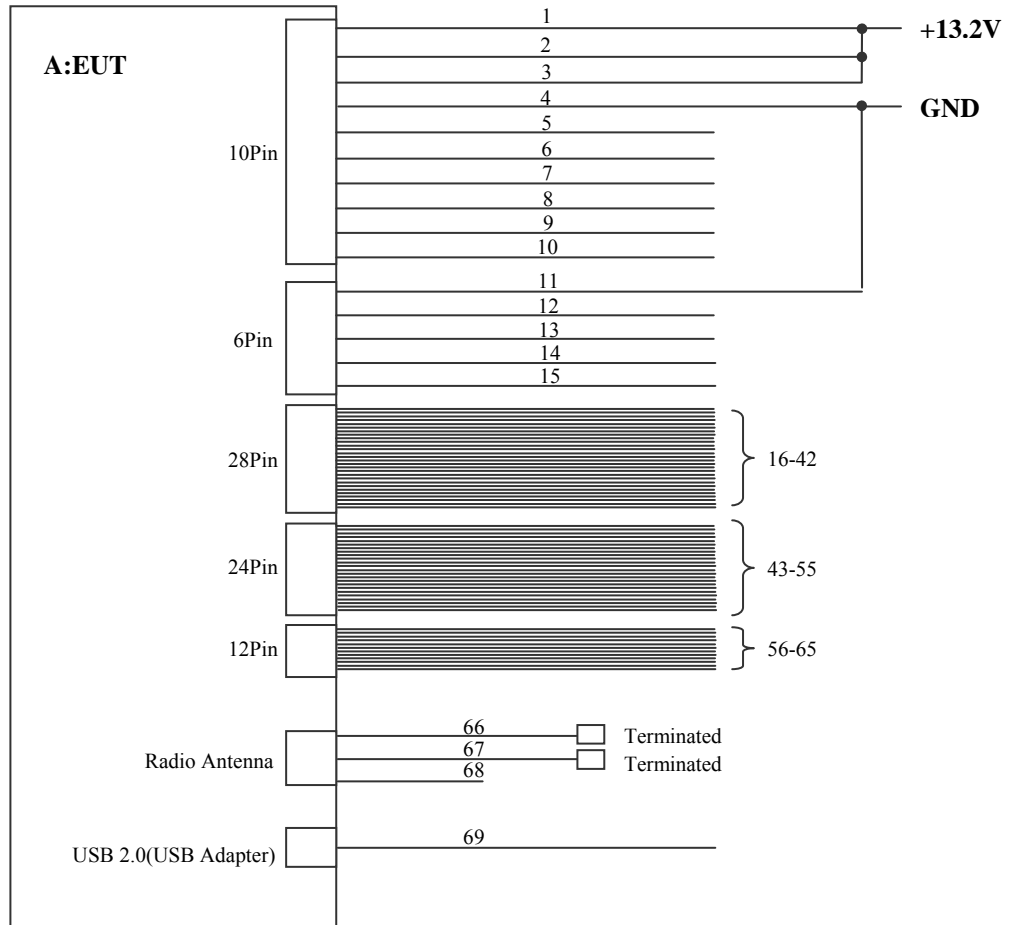 1
+13.2V
2
A:EUT
3
4
GND
5
10Pin
6
7
8
9
10
11
12
6Pin
13
14
15
28Pin
16-42
24Pin
43-55
12Pin
56-65
66
Terminated
Radio Antenna
67
Terminated
68
69
USB 2.0(USB Adapter)